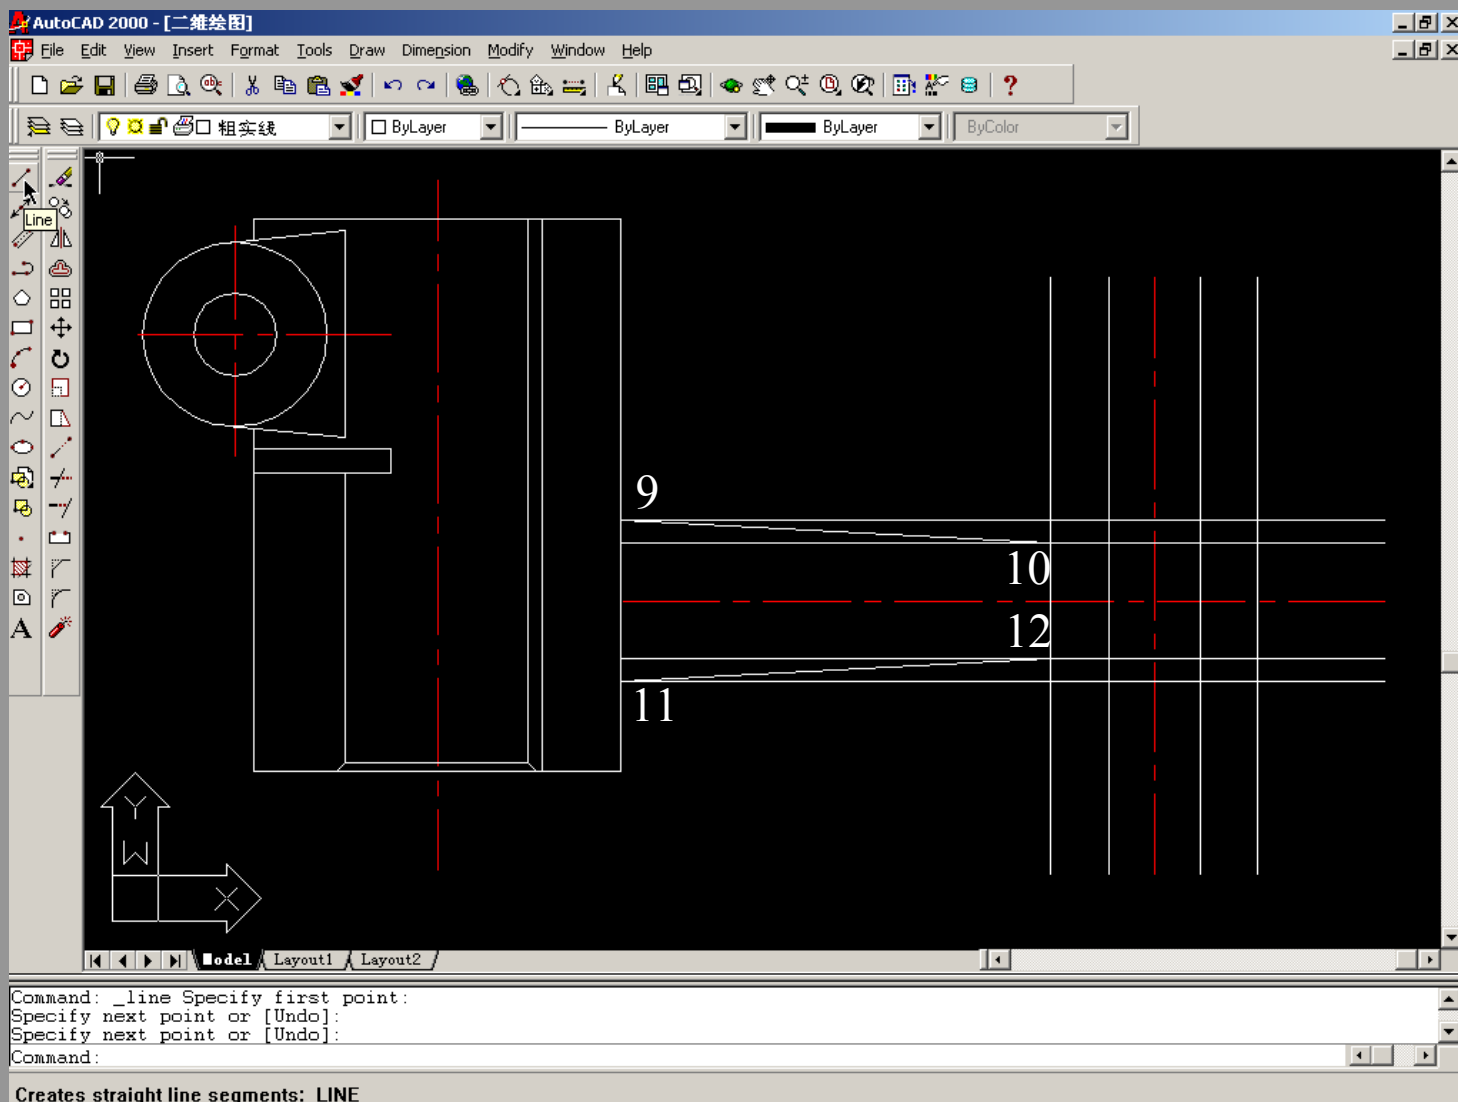 AutoCAD 2000 - [二维绘图]
File Edit View Insert Format Tools Draw Dimension Modify Window Help
粗实线 ByLayer ByLayer ByLayer ByColor
Line
9
10
12
11
Y
W
X
Model Layout1 Layout2
Command: _line Specify first point:
Specify next point or [Undo]:
Specify next point or [Undo]:
Command:
Creates straight line segments: LINE